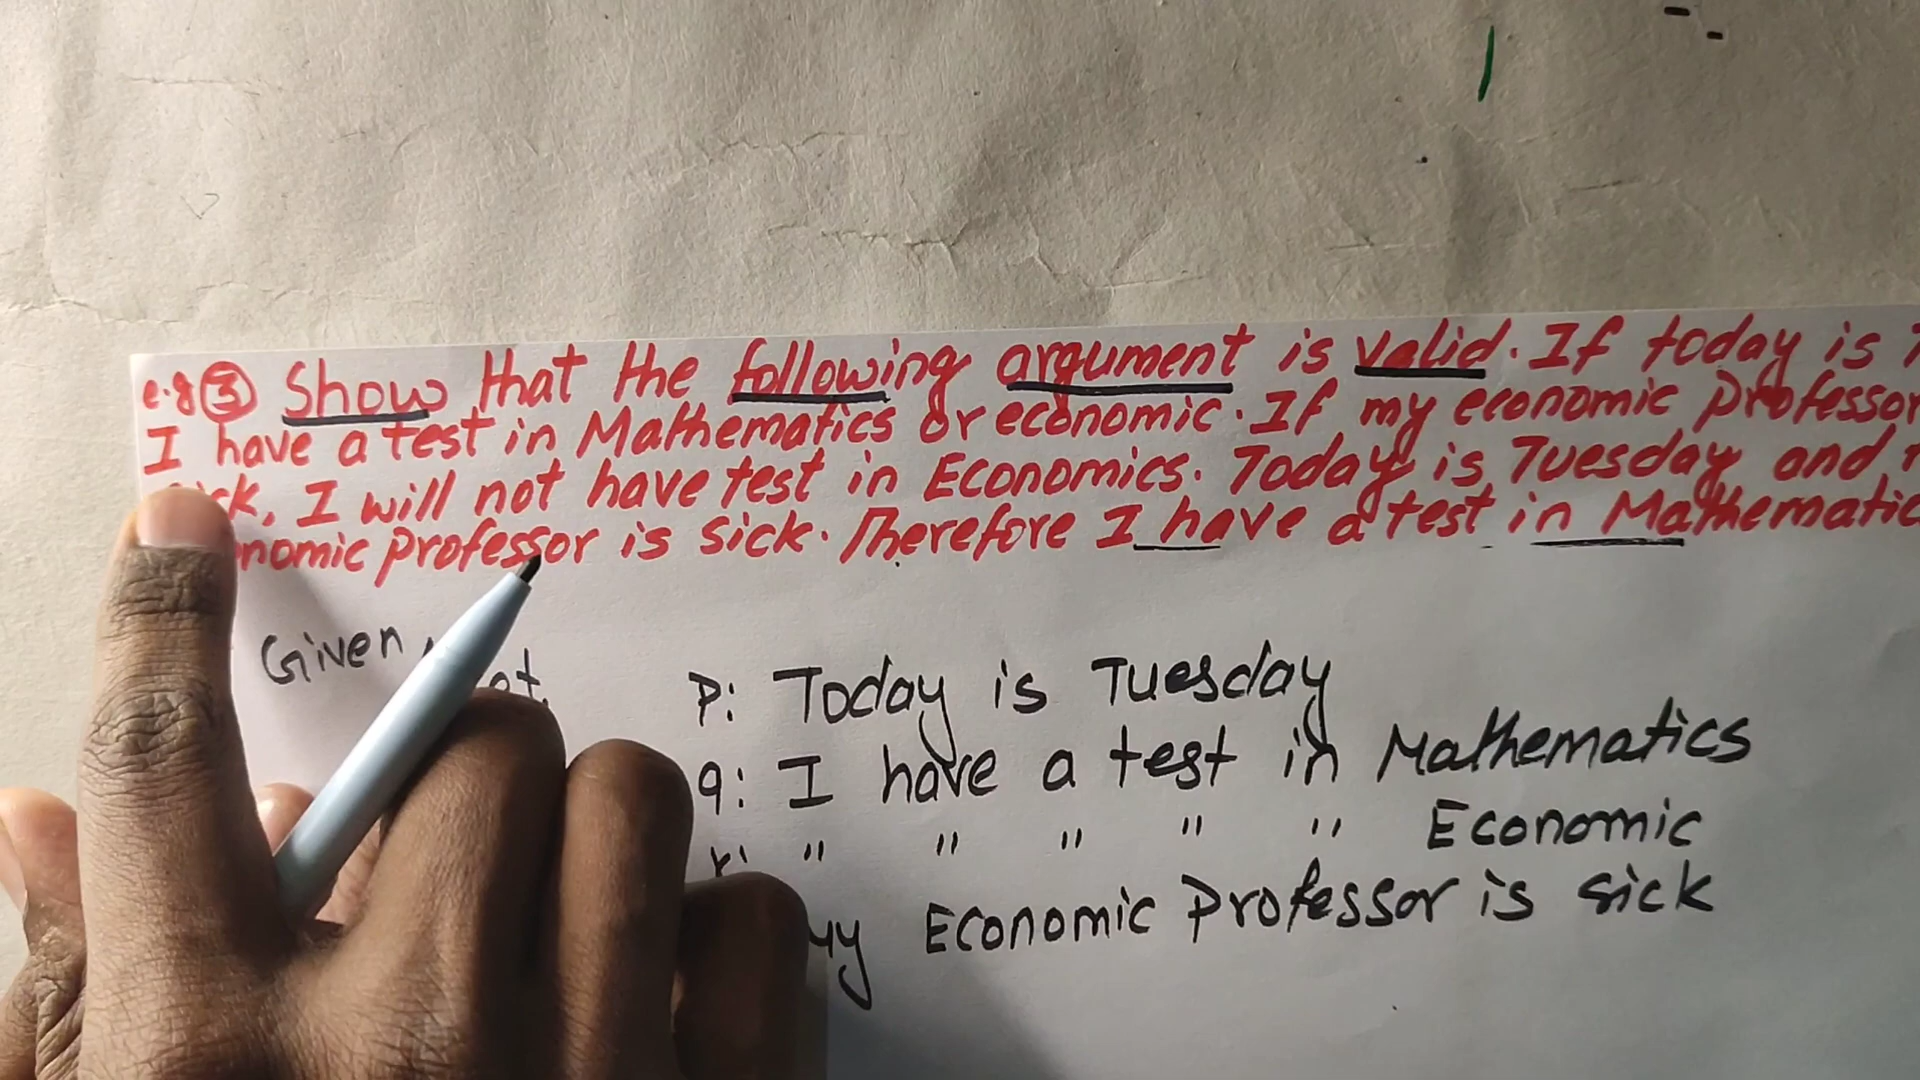 e.g ③ Show that the following argument is valid. If today is
I have a test in Mathematics or economic. If my economic professor
sick, I will not have test in Economics. Today is Tuesday and
nomic professor is sick. Therefore I have a test in Mathematic
Given
P: Today is Tuesday
q: I have a test in Mathematics
r: " " " " " Economic
My Economic Professor is sick